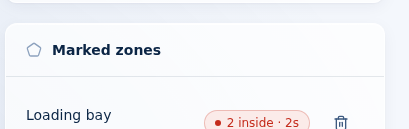 Marked zones
Loading bay
2 inside · 2s